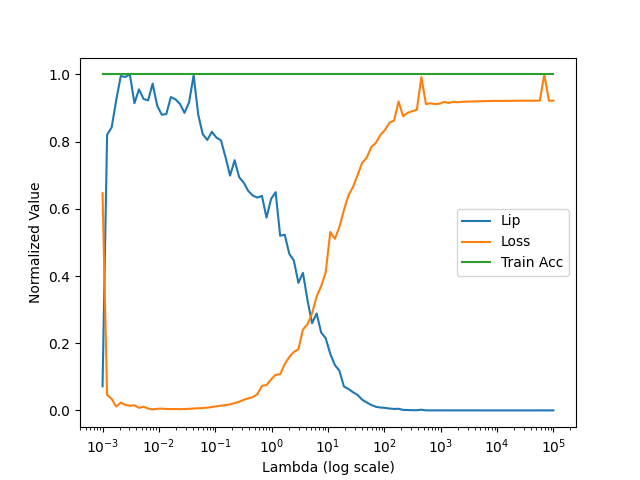 1.0
0.8
0.6
0.4
0.2
0.0
Normalized Value
Lip
Loss
Train Acc
10⁻³ 10⁻² 10⁻¹ 10⁰ 10¹ 10² 10³ 10⁴ 10⁵
Lambda (log scale)